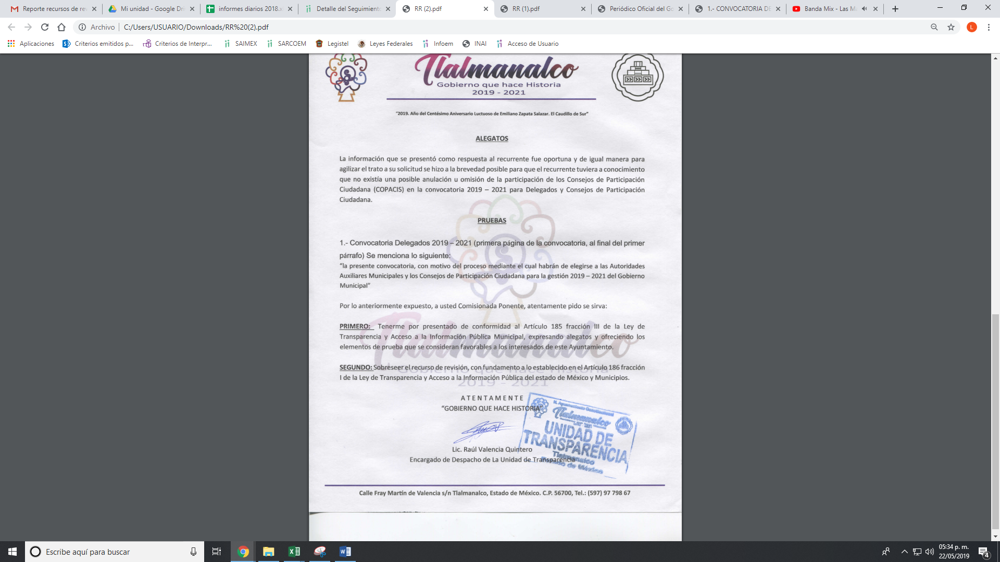 Reporte recursos de re
Mi unidad - Google Dri
informes diarios 2018.x
Detalle del Seguimiento
RR (2).pdf
RR (1).pdf
Periódico Oficial del Go
1.- CONVOCATORIA DE
Banda Mix - Las Ma
Archivo
C:/Users/USUARIO/Downloads/RR%20(2).pdf
L
Aplicaciones
Criterios emitidos p...
Criterios de Interpr...
SAIMEX
SARCOEM
Legistel
Leyes Federales
Infoem
INAI
Acceso de Usuario
Tlalmanalco
Gobierno que hace Historia
2019 - 2021
"2019. Año del Centésimo Aniversario Luctuoso de Emiliano Zapata Salazar. El Caudillo de Sur"
ALEGATOS
La información que se presentó como respuesta al recurrente fue oportuna y de igual manera para
agilizar el trato a su solicitud se hizo a la brevedad posible para que el recurrente tuviera a conocimiento
que no existía una posible anulación u omisión de la participación de los Consejos de Participación
Ciudadana (COPACIS) en la convocatoria 2019 – 2021 para Delegados y Consejos de Participación
Ciudadana.
PRUEBAS
1.- Convocatoria Delegados 2019 – 2021 (primera página de la convocatoria, al final del primer
párrafo) Se menciona lo siguiente:
“la presente convocatoria, con motivo del proceso mediante el cual habrán de elegirse a las Autoridades
Auxiliares Municipales y los Consejos de Participación Ciudadana para la gestión 2019 – 2021 del Gobierno
Municipal”
Por lo anteriormente expuesto, a usted Comisionada Ponente, atentamente pido se sirva:
PRIMERO: Tenerme por presentado de conformidad al Artículo 185 fracción III de la Ley de
Transparencia y Acceso a la Información Pública Municipal, expresando alegatos y ofreciendo los
elementos de prueba que se consideran favorables a los interesados de este Ayuntamiento.
SEGUNDO: Sobreseer el recurso de revisión, con fundamento a lo establecido en el Artículo 186 fracción
I de la Ley de Transparencia y Acceso a la Información Pública del estado de México y Municipios.
Tlalmanalco
Gobierno que hace Historia
2019 - 2021
A T E N T A M E N T E
“GOBIERNO QUE HACE HISTORIA”
H. Ayuntamiento Constitucional
Tlalmanalco
UNIDAD DE
TRANSPARENCIA
Tlalmanalco
Estado de México
Lic. Raúl Valencia Quintero
Encargado de Despacho de La Unidad de Transparencia
Calle Fray Martín de Valencia s/n Tlalmanalco, Estado de México. C.P. 56700, Tel.: (597) 97 798 67
Escribe aquí para buscar
05:34 p. m.
22/05/2019
4